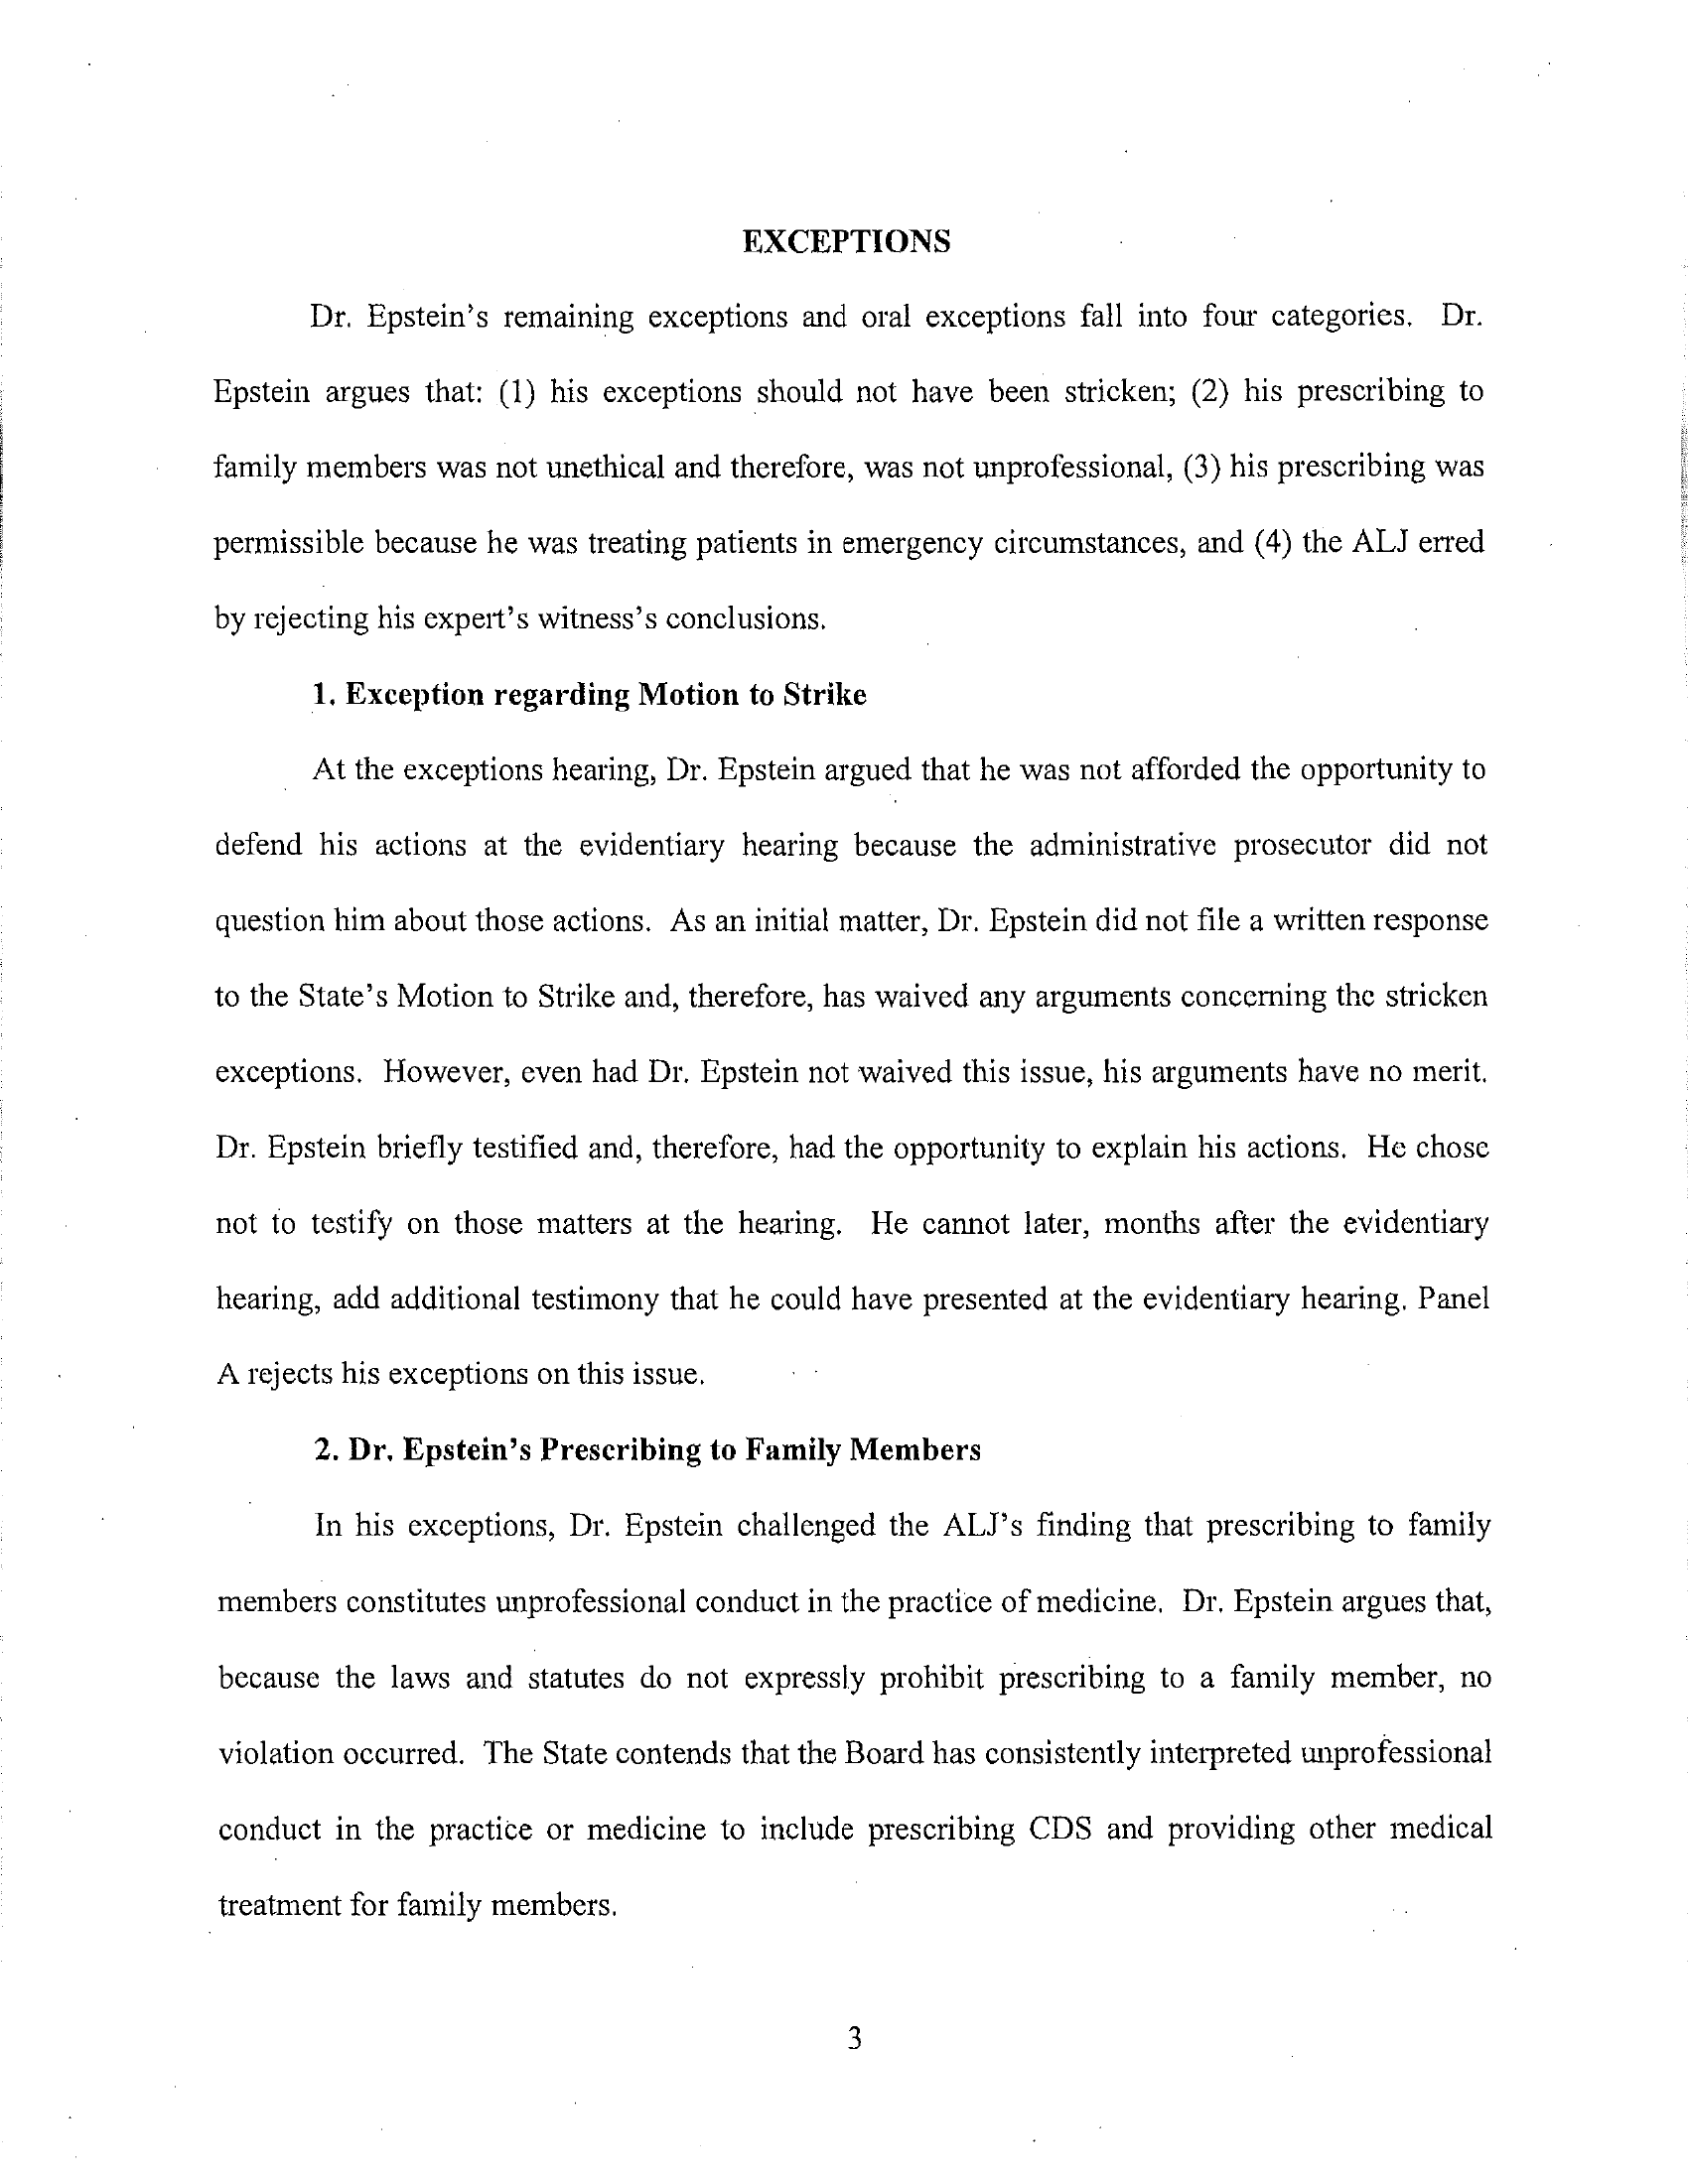 EXCEPTIONS
Dr. Epstein's remaining exceptions and oral exceptions fall into four categories. Dr.
Epstein argues that: (1) his exceptions should not have been stricken; (2) his prescribing to
family members was not unethical and therefore, was not unprofessional, (3) his prescribing was
permissible because he was treating patients in emergency circumstances, and (4) the ALJ erred
by rejecting his expert's witness's conclusions.
1. Exception regarding Motion to Strike
At the exceptions hearing, Dr. Epstein argued that he was not afforded the opportunity to
defend his actions at the evidentiary hearing because the administrative prosecutor did not
question him about those actions. As an initial matter, Dr. Epstein did not file a written response
to the State's Motion to Strike and, therefore, has waived any arguments concerning the stricken
exceptions. However, even had Dr. Epstein not waived this issue, his arguments have no merit.
Dr. Epstein briefly testified and, therefore, had the opportunity to explain his actions. He chose
not to testify on those matters at the hearing. He cannot later, months after the evidentiary
hearing, add additional testimony that he could have presented at the evidentiary hearing. Panel
A rejects his exceptions on this issue.
2. Dr. Epstein's Prescribing to Family Members
In his exceptions, Dr. Epstein challenged the ALJ's finding that prescribing to family
members constitutes unprofessional conduct in the practice of medicine. Dr. Epstein argues that,
because the laws and statutes do not expressly prohibit prescribing to a family member, no
violation occurred. The State contends that the Board has consistently interpreted unprofessional
conduct in the practice or medicine to include prescribing CDS and providing other medical
treatment for family members.
3